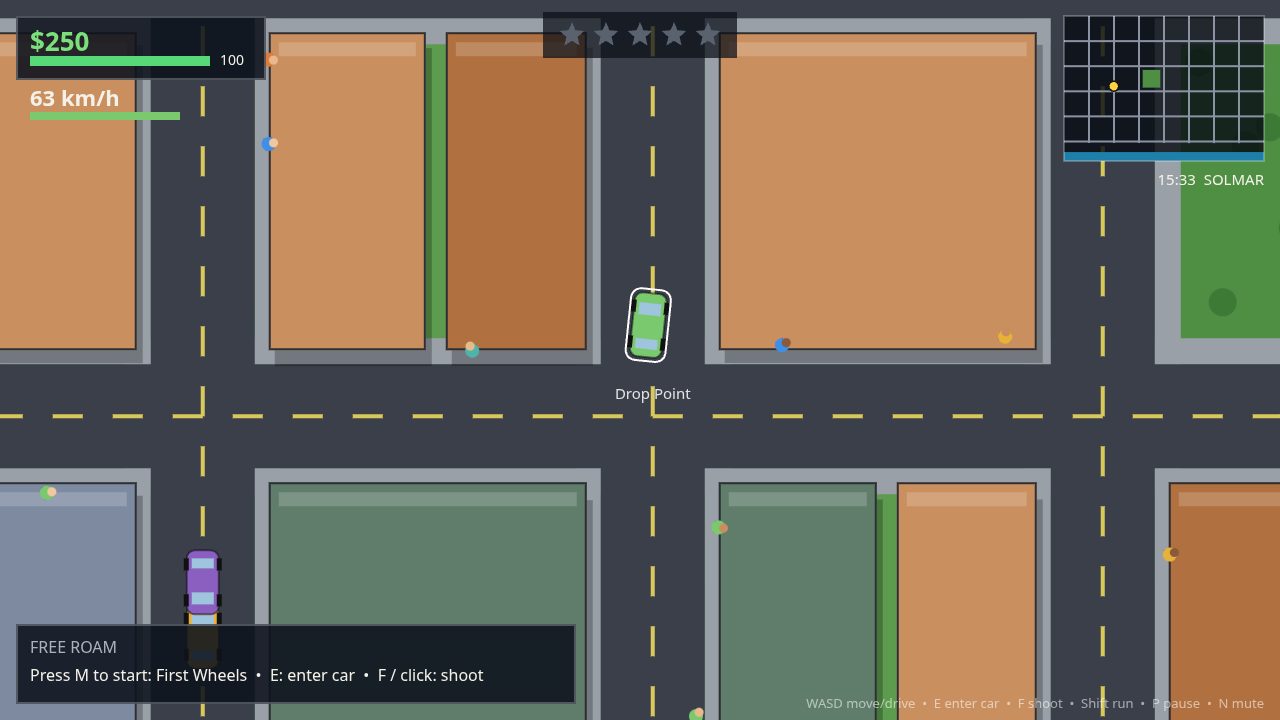 $250
100
63 km/h
15:33 SOLMAR
Drop Point
FREE ROAM
Press M to start: First Wheels • E: enter car • F / click: shoot
WASD move/drive • E enter car • F shoot • Shift run • P pause • N mute